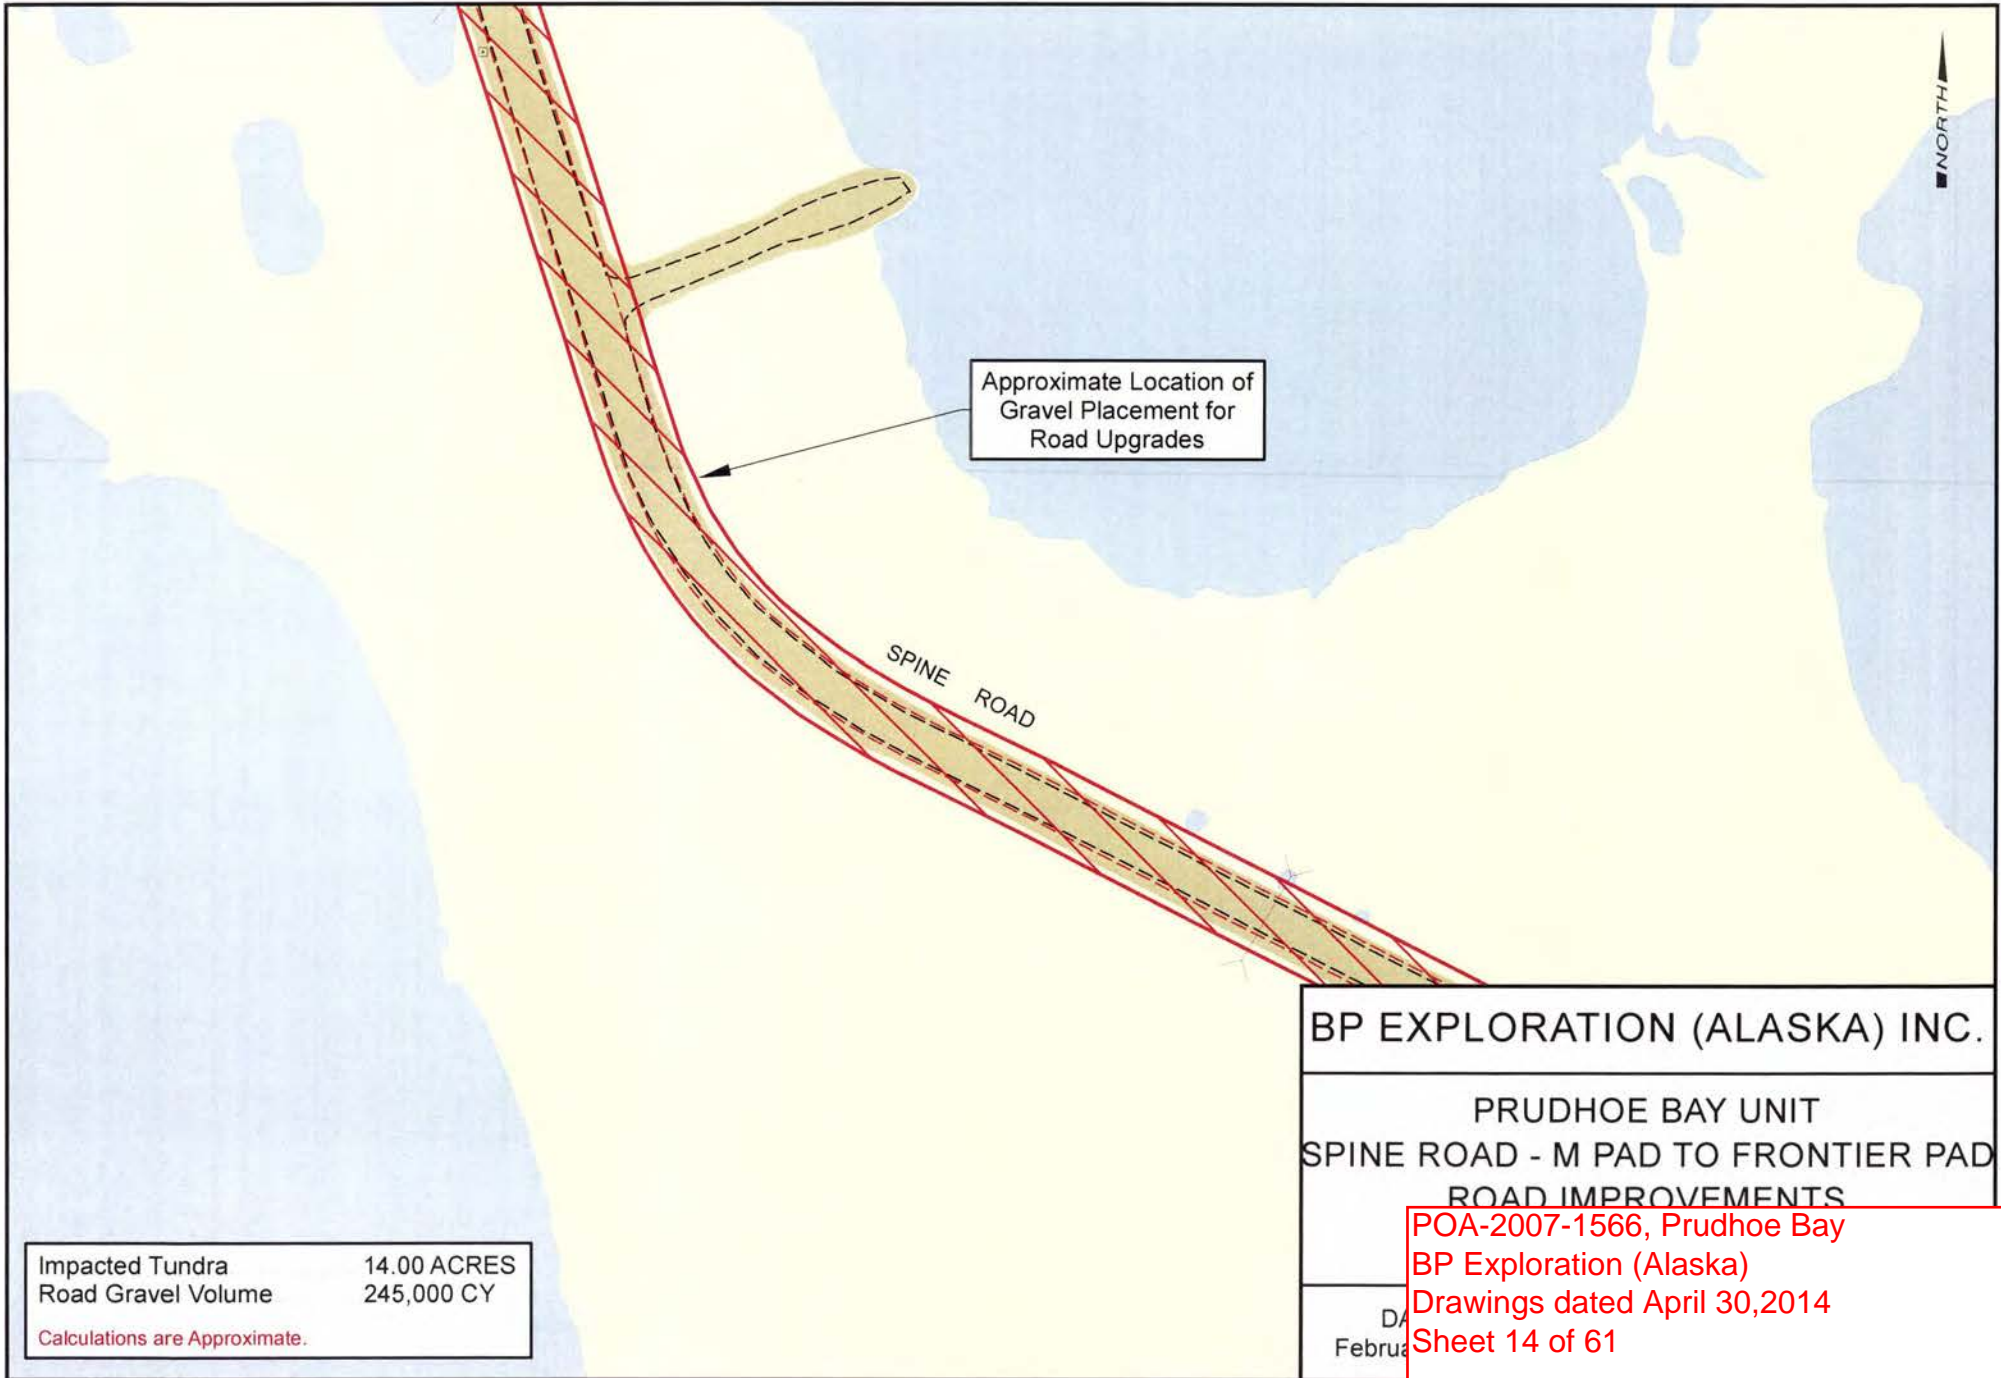 NORTH
Approximate Location of
Gravel Placement for
Road Upgrades
SPINE ROAD
BP EXPLORATION (ALASKA) INC.
PRUDHOE BAY UNIT
SPINE ROAD - M PAD TO FRONTIER PAD
ROAD IMPROVEMENTS
POA-2007-1566, Prudhoe Bay
BP Exploration (Alaska)
Drawings dated April 30,2014
Sheet 14 of 61
Impacted Tundra 14.00 ACRES
Road Gravel Volume 245,000 CY
Calculations are Approximate.